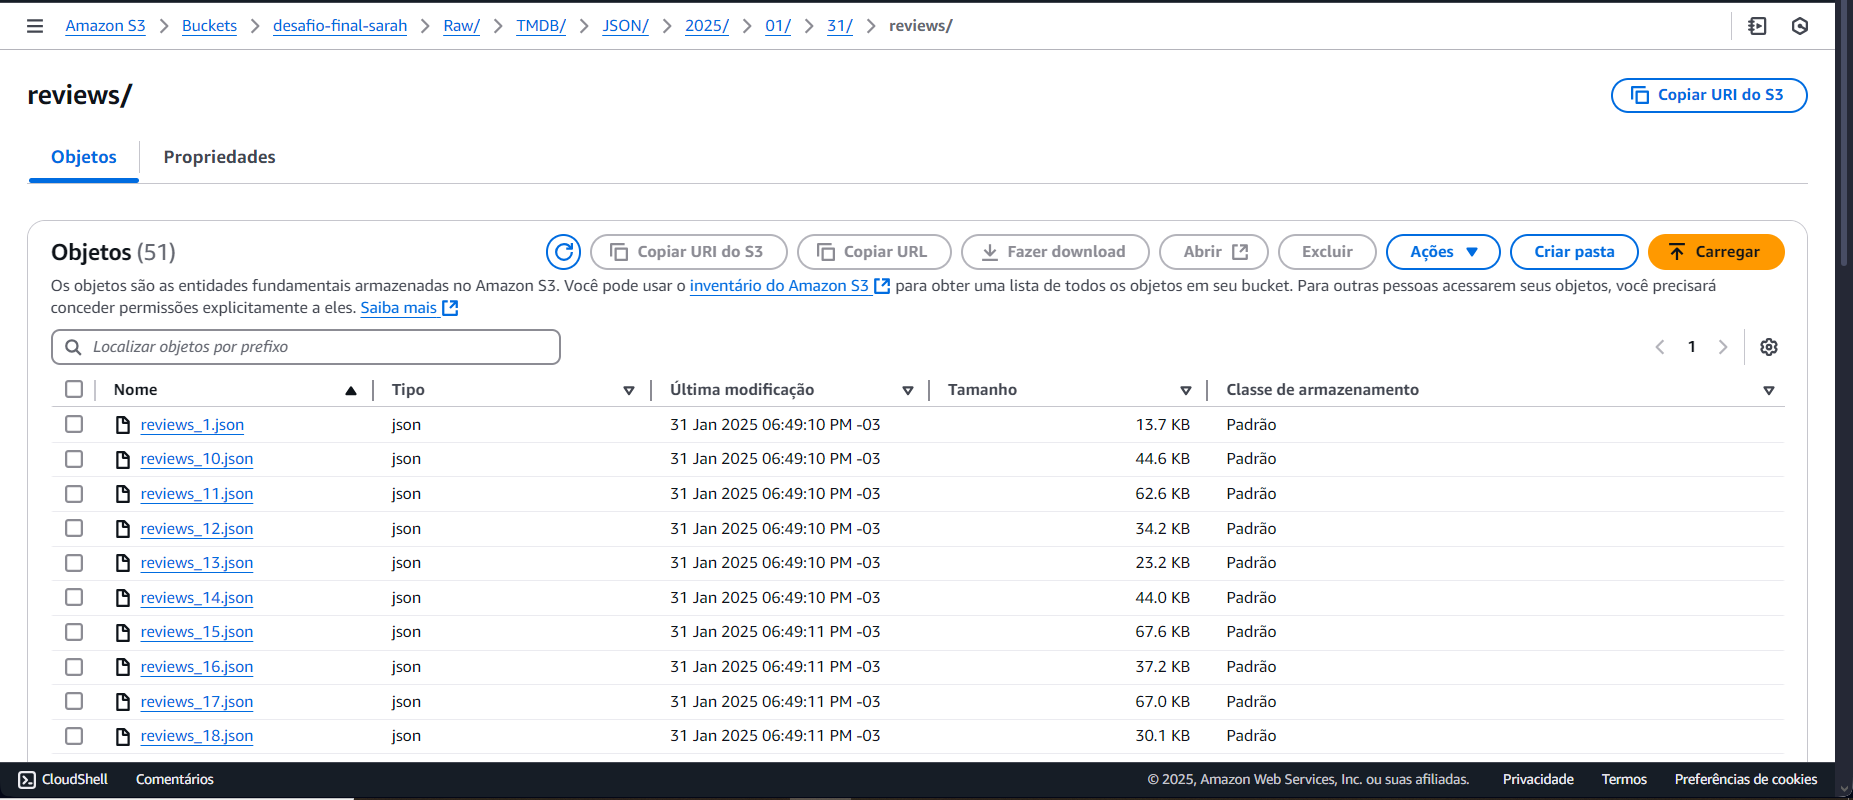 Amazon S3 > Buckets > desafio-final-sarah > Raw/ > TMDB/ > JSON/ > 2025/ > 01/ > 31/ > reviews/
reviews/
Copiar URI do S3
Objetos Propriedades
Objetos (51) Copiar URI do S3 Copiar URL Fazer download Abrir Excluir Ações Criar pasta Carregar
Os objetos são as entidades fundamentais armazenadas no Amazon S3. Você pode usar o inventário do Amazon S3 para obter uma lista de todos os objetos em seu bucket. Para outras pessoas acessarem seus objetos, você precisará
conceder permissões explicitamente a eles. Saiba mais
Localizar objetos por prefixo
1
Nome Tipo Última modificação Tamanho Classe de armazenamento
reviews_1.json json 31 Jan 2025 06:49:10 PM -03 13.7 KB Padrão
reviews_10.json json 31 Jan 2025 06:49:10 PM -03 44.6 KB Padrão
reviews_11.json json 31 Jan 2025 06:49:10 PM -03 62.6 KB Padrão
reviews_12.json json 31 Jan 2025 06:49:10 PM -03 34.2 KB Padrão
reviews_13.json json 31 Jan 2025 06:49:10 PM -03 23.2 KB Padrão
reviews_14.json json 31 Jan 2025 06:49:10 PM -03 44.0 KB Padrão
reviews_15.json json 31 Jan 2025 06:49:11 PM -03 67.6 KB Padrão
reviews_16.json json 31 Jan 2025 06:49:11 PM -03 37.2 KB Padrão
reviews_17.json json 31 Jan 2025 06:49:11 PM -03 67.0 KB Padrão
reviews_18.json json 31 Jan 2025 06:49:11 PM -03 30.1 KB Padrão
CloudShell Comentários © 2025, Amazon Web Services, Inc. ou suas afiliadas. Privacidade Termos Preferências de cookies